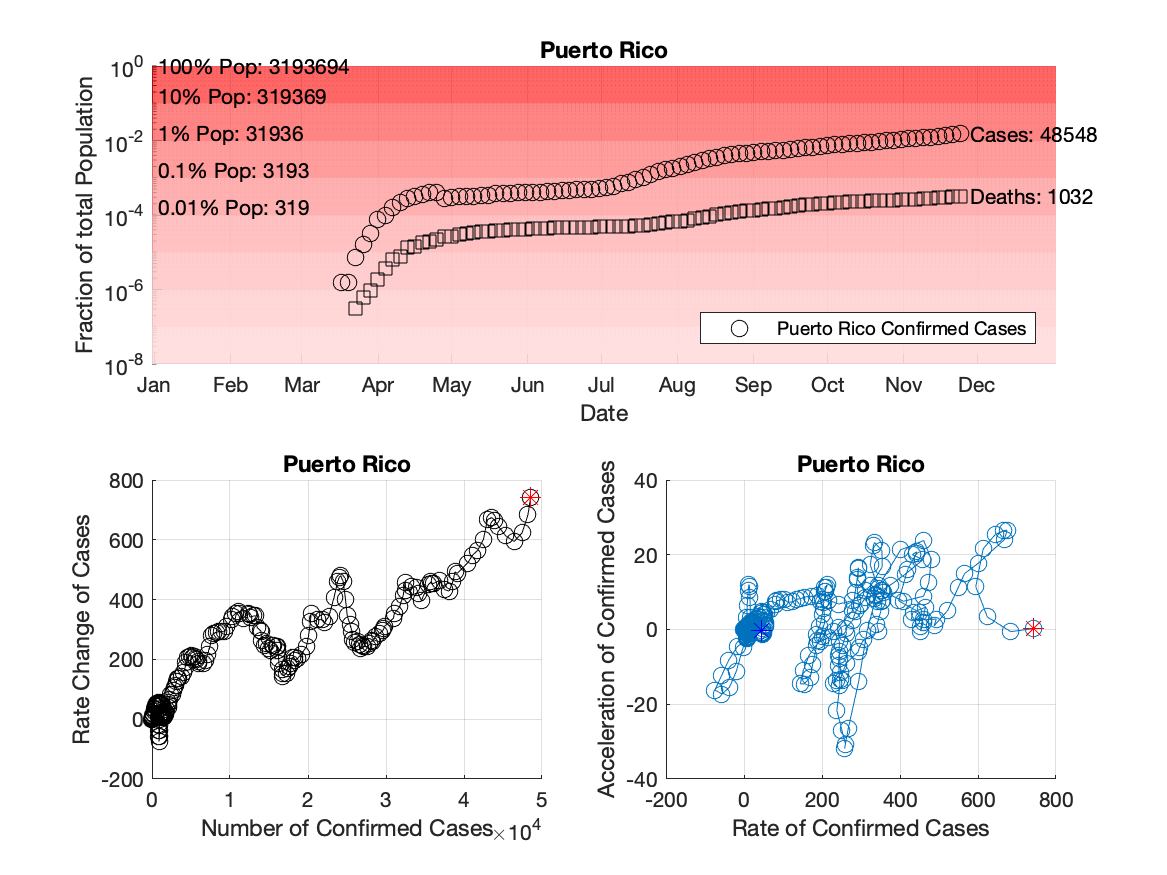 Puerto Rico
Fraction of total Population
10^0
10^-2
10^-4
10^-6
10^-8
100% Pop: 3193694
10% Pop: 319369
1% Pop: 31936
0.1% Pop: 3193
0.01% Pop: 319
Cases: 48548
Deaths: 1032
Puerto Rico Confirmed Cases
Jan Feb Mar Apr May Jun Jul Aug Sep Oct Nov Dec
Date
Puerto Rico
Rate Change of Cases
800
600
400
200
0
-200
0 1 2 3 4 5
Number of Confirmed Cases ×10^4
Puerto Rico
Acceleration of Confirmed Cases
40
20
0
-20
-40
-200 0 200 400 600 800
Rate of Confirmed Cases